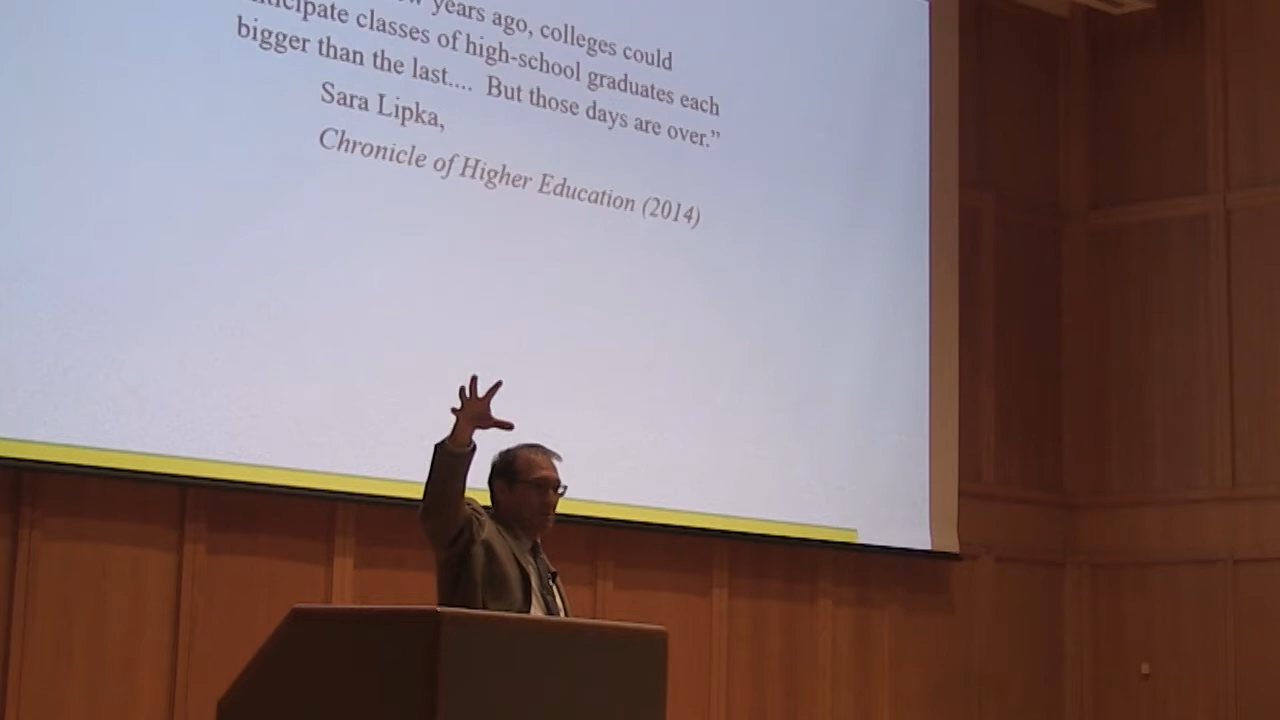 years ago, colleges could
classes of high-school graduates each
bigger than the last.... But those days are over.”
Sara Lipka,
Chronicle of Higher Education (2014)